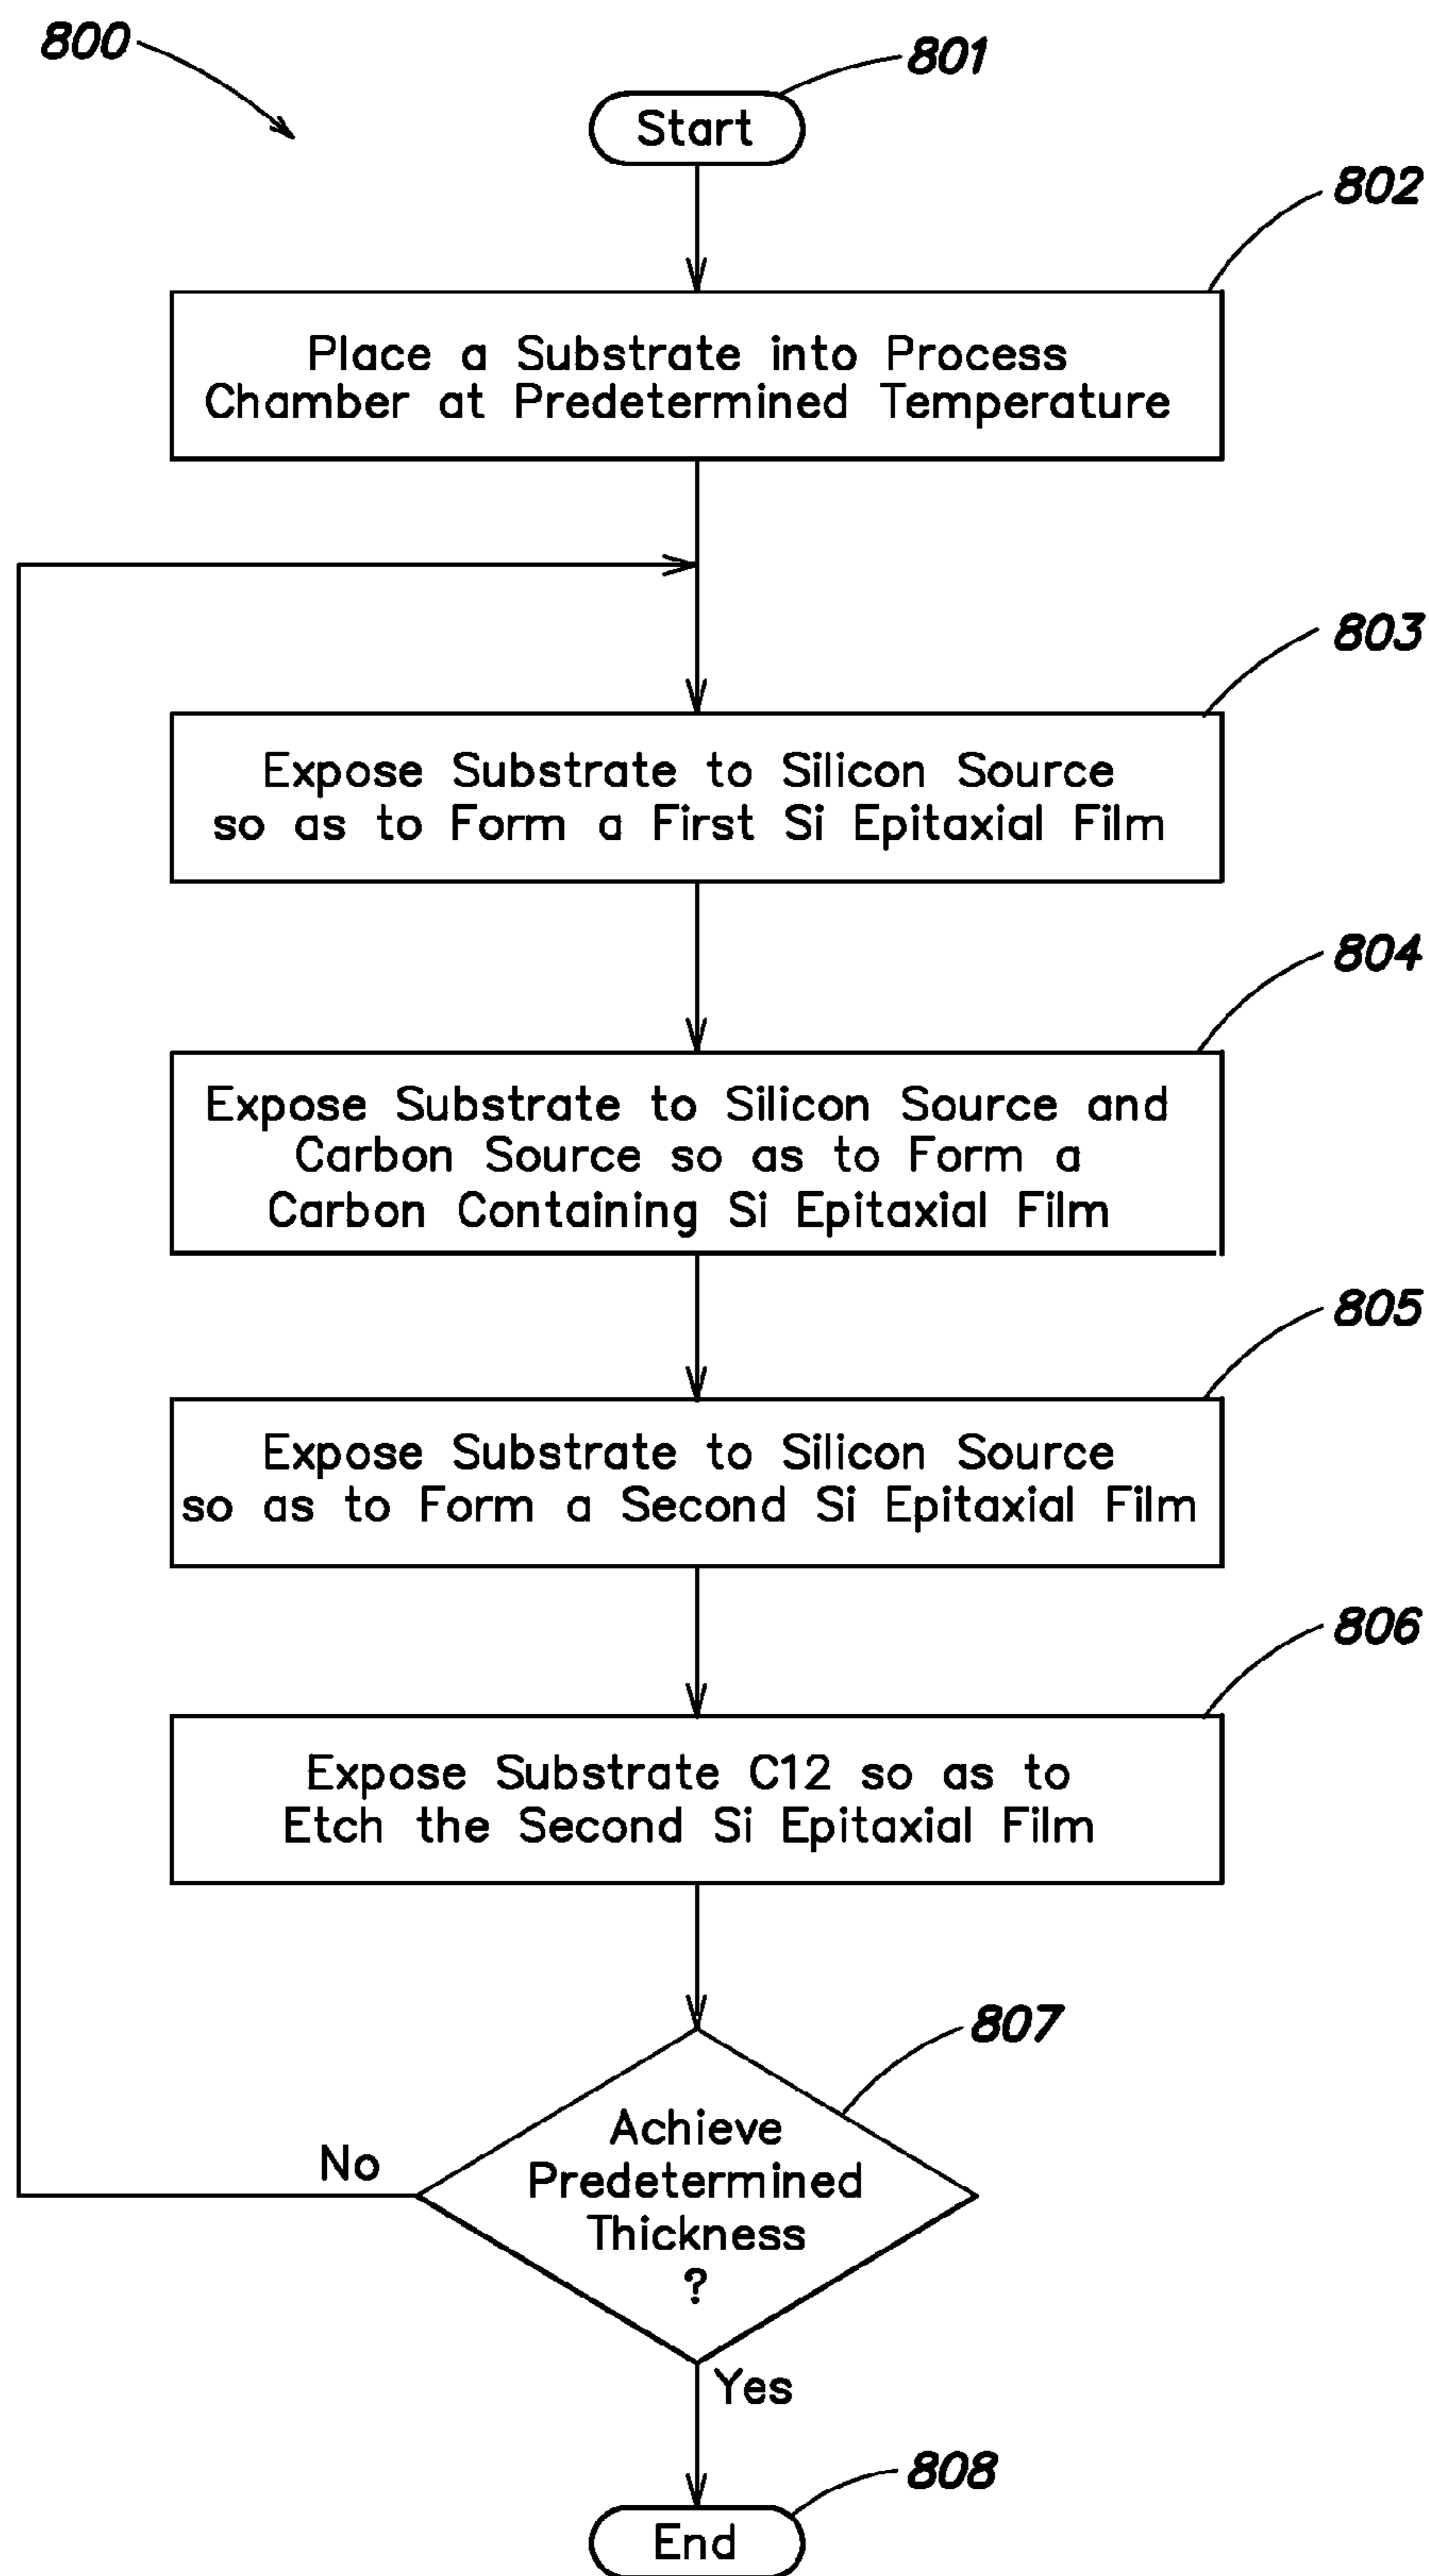 800
801
Start
802
Place a Substrate into Process
Chamber at Predetermined Temperature
803
Expose Substrate to Silicon Source
so as to Form a First Si Epitaxial Film
804
Expose Substrate to Silicon Source and
Carbon Source so as to Form a
Carbon Containing Si Epitaxial Film
805
Expose Substrate to Silicon Source
so as to Form a Second Si Epitaxial Film
806
Expose Substrate C12 so as to
Etch the Second Si Epitaxial Film
807
Achieve
Predetermined
Thickness
?
No
Yes
808
End